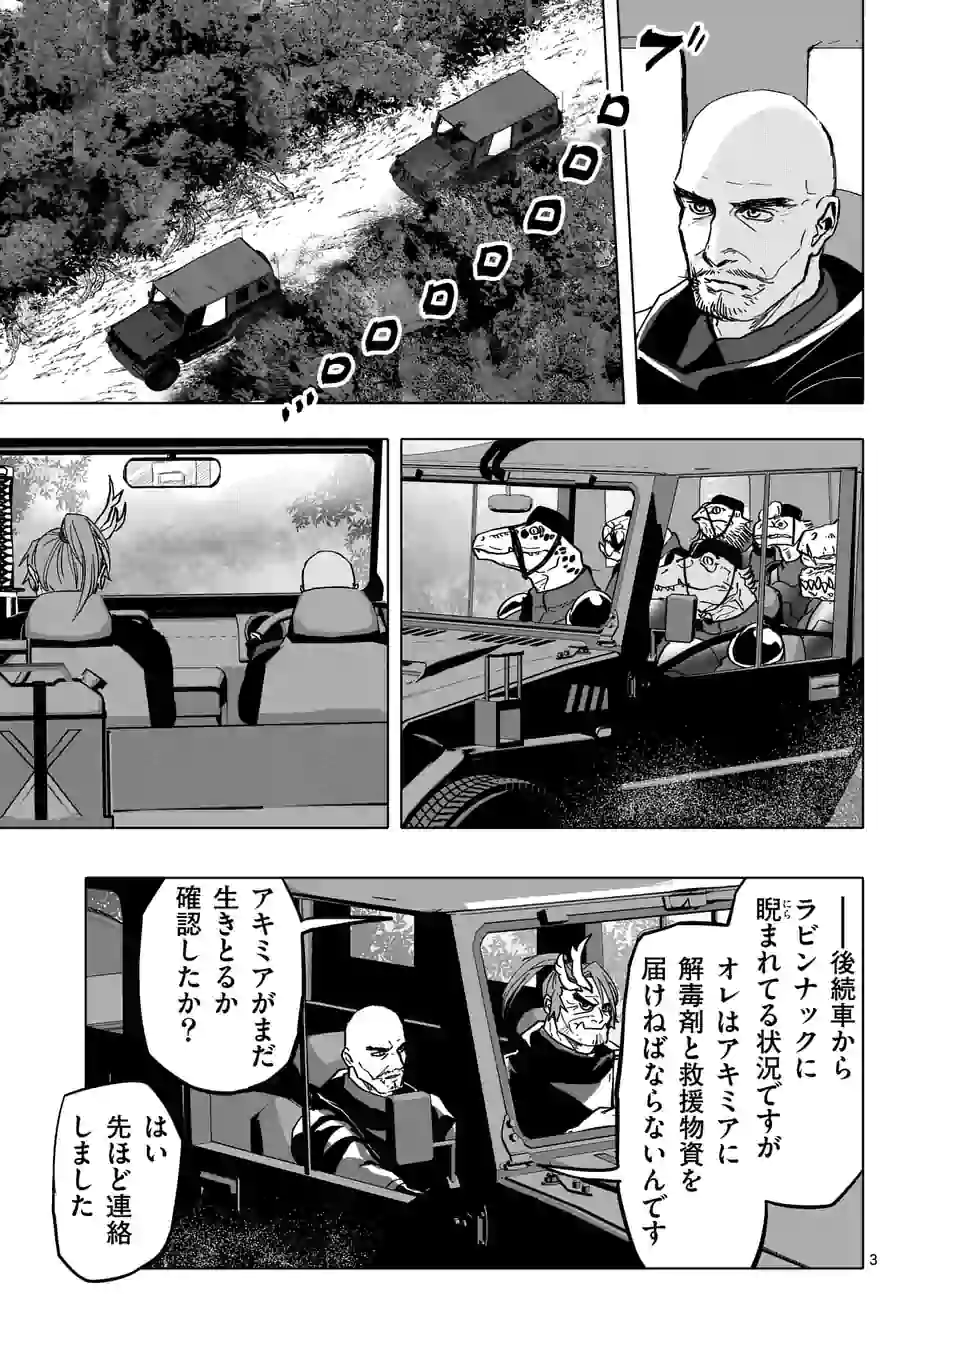 ブロロロロロロ…
――後続車から
ラビンナックに
睨まれてる状況ですが
にら
オレはアキミアに
解毒剤と救援物資を
届けねばならないんです
アキミアがまだ
生きとるか
確認したか？
はい
先ほど連絡
しました
3